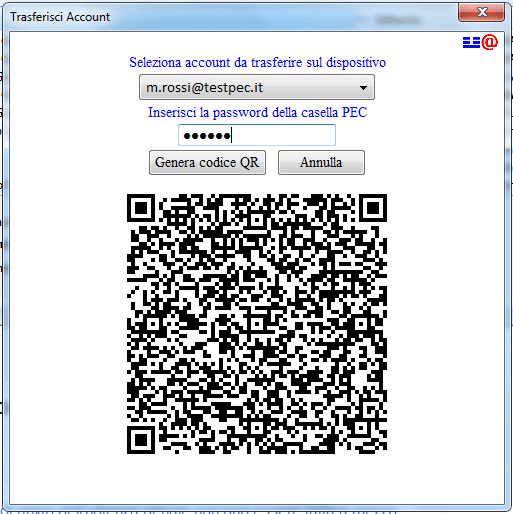 Trasferisci Account
Seleziona account da trasferire sul dispositivo
m.rossi@testpec.it
Inserisci la password della casella PEC
●●●●●●
Genera codice QR
Annulla